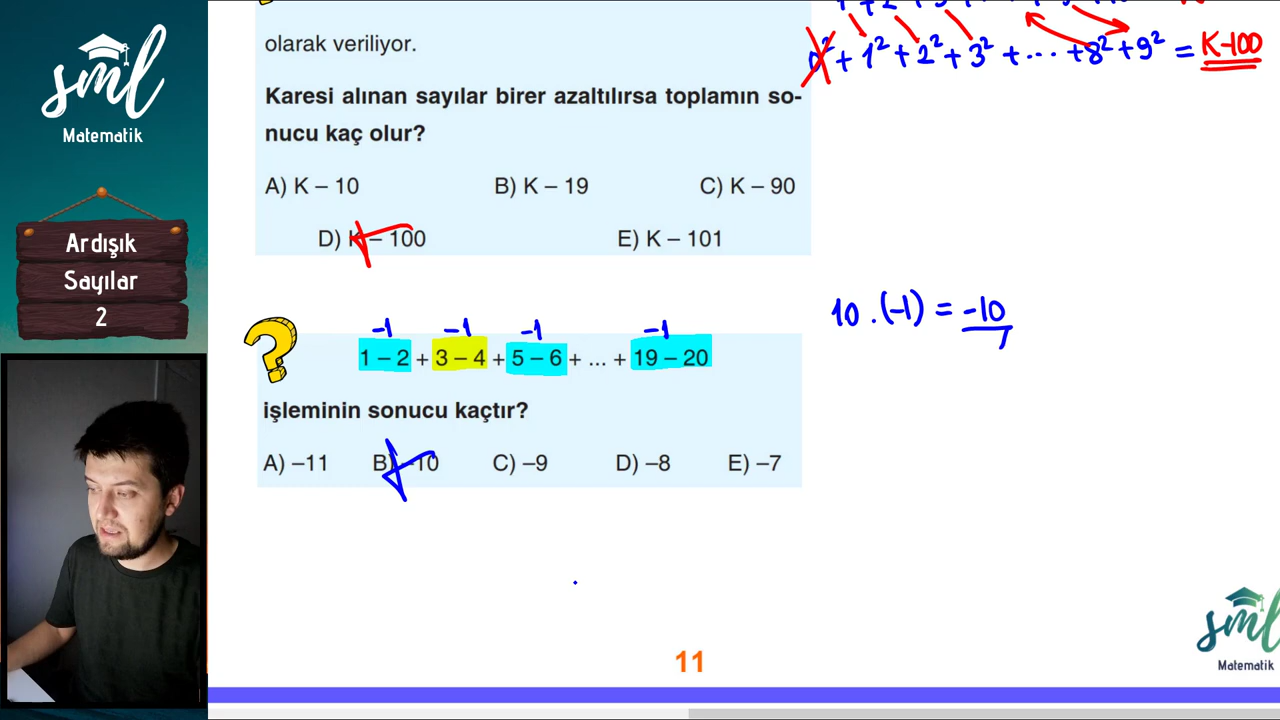 sml
Matematik
Ardışık
Sayılar
2
olarak veriliyor.
Karesi alınan sayılar birer azaltılırsa toplamın so-
nucu kaç olur?
A) K – 10 B) K – 19 C) K – 90
D) K – 100 E) K – 101
+ 1² + 2² + 3² + ... + 8² + 9² = K-100
-1 -1 -1 -1
1 – 2 + 3 – 4 + 5 – 6 + ... + 19 – 20
işleminin sonucu kaçtır?
A) –11 B) –10 C) –9 D) –8 E) –7
10 . (-1) = -10
sml
Matematik
11